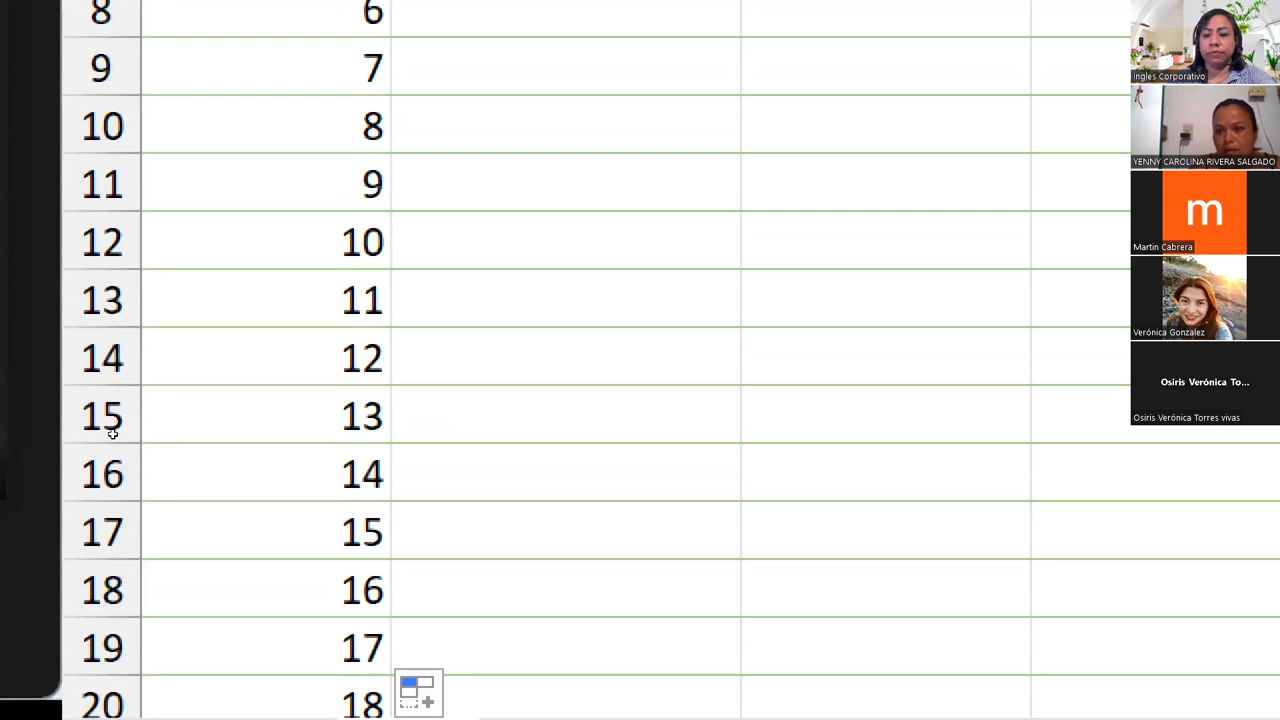 8 6
9 7
10 8
11 9
12 10
13 11
14 12
15 13
16 14
17 15
18 16
19 17
20 18
Ingles Corporativo
YENNY CAROLINA RIVERA SALGADO
m
Martin Cabrera
Verónica Gonzalez
Osiris Verónica To...
Osiris Verónica Torres vivas